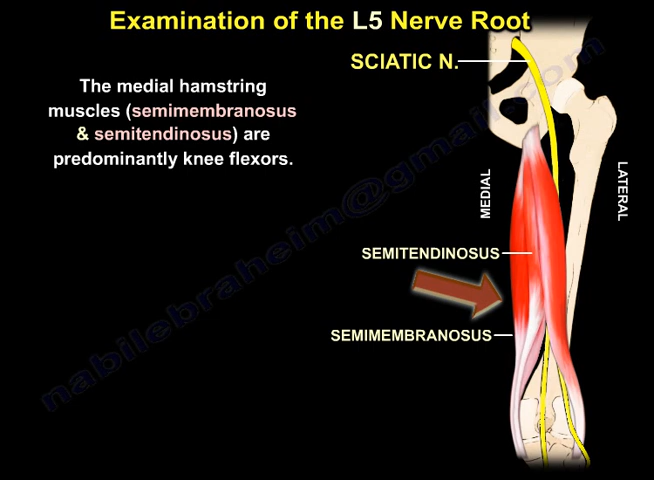 Examination of the L5 Nerve Root
SCIATIC N.
The medial hamstring
muscles (semimembranosus
& semitendinosus) are
predominantly knee flexors.
MEDIAL
LATERAL
SEMITENDINOSUS
SEMIMEMBRANOSUS
nabilebraheim@gmail.com